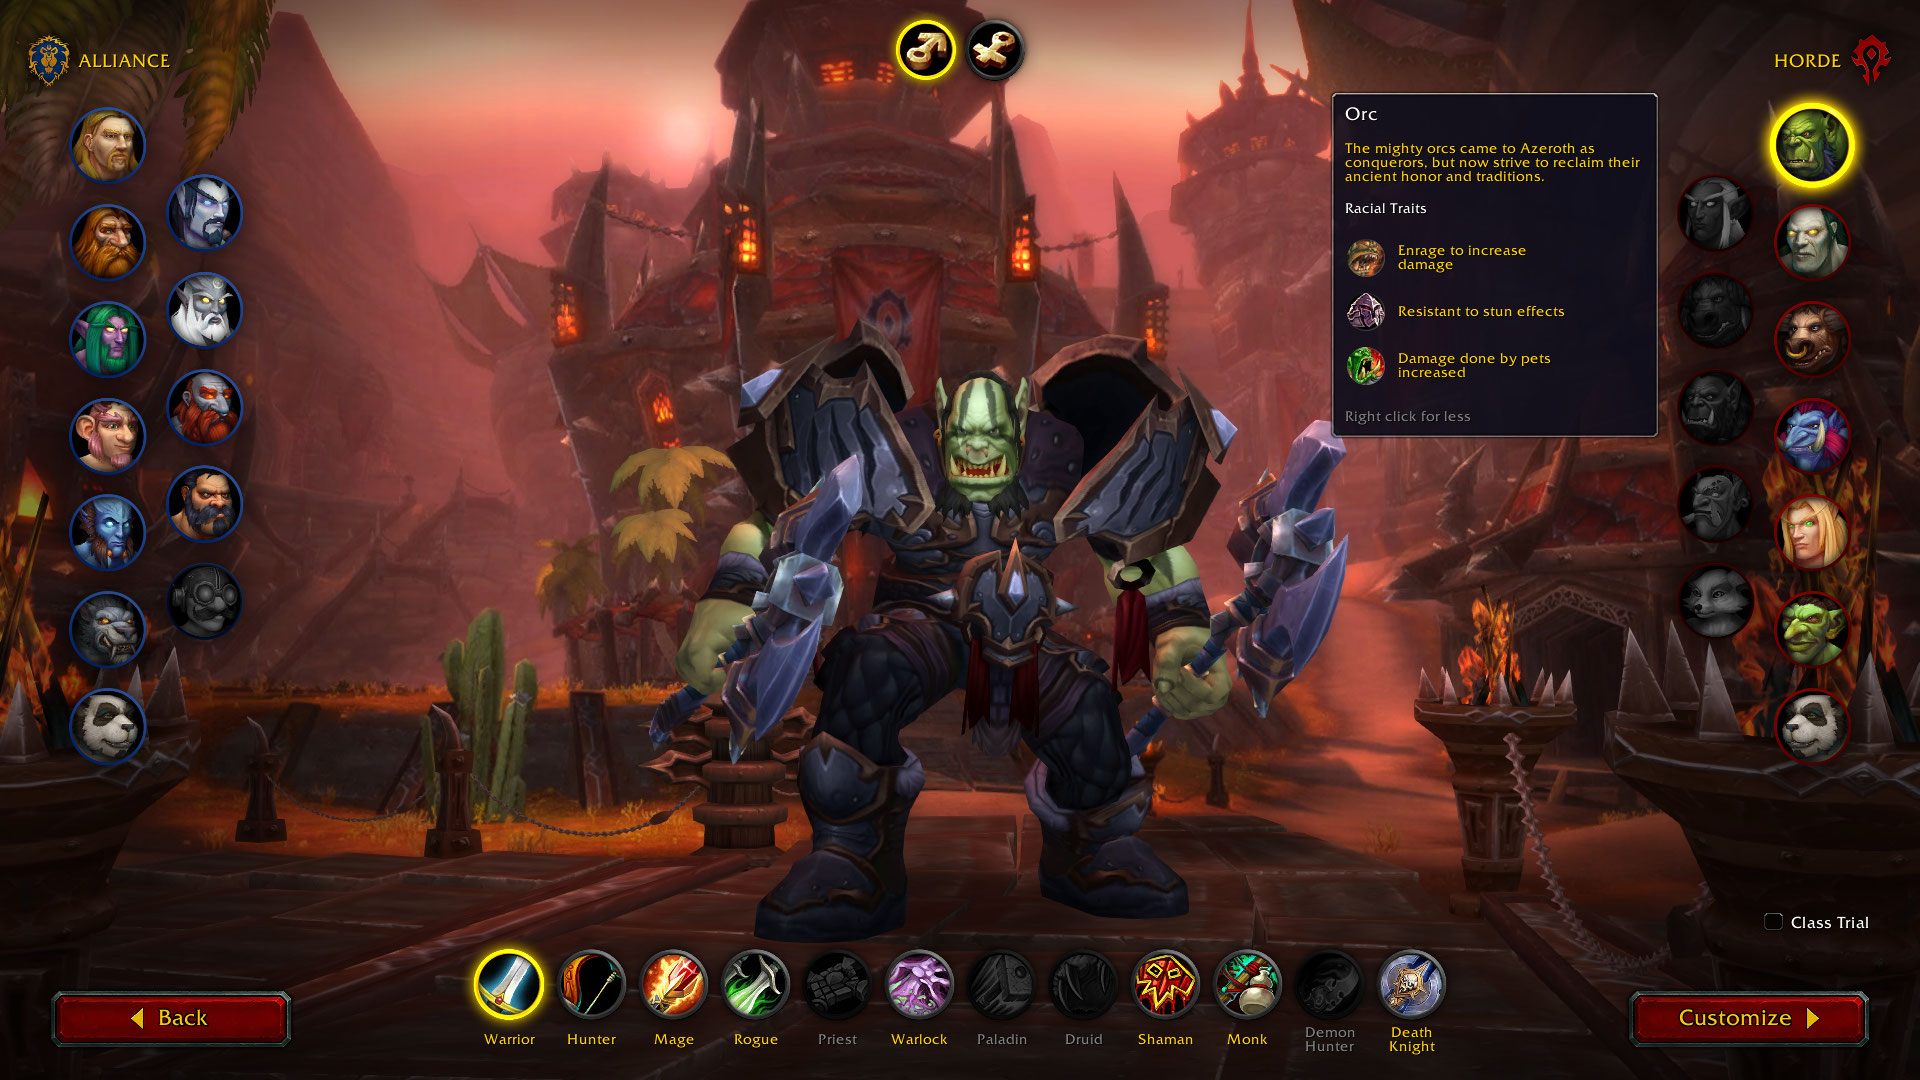 ALLIANCE
HORDE
Orc
The mighty orcs came to Azeroth as
conquerors, but now strive to reclaim their
ancient honor and traditions.
Racial Traits
Enrage to increase
damage
Resistant to stun effects
Damage done by pets
increased
Right click for less
Class Trial
Warrior
Hunter
Mage
Rogue
Priest
Warlock
Paladin
Druid
Shaman
Monk
Demon
Hunter
Death
Knight
Back
Customize